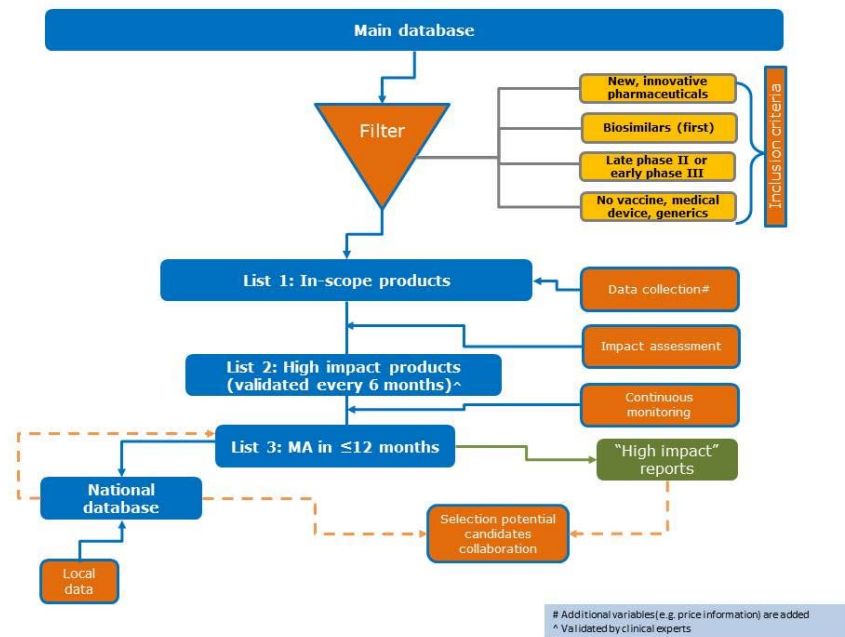 Main database
Filter
New, innovative
pharmaceuticals
Biosimilars (first)
Late phase II or
early phase III
No vaccine, medical
device, generics
Inclusion criteria
List 1: In-scope products
Data collection#
Impact assessment
List 2: High impact products
(validated every 6 months)^
Continuous
monitoring
List 3: MA in ≤12 months
“High impact”
reports
National
database
Selection potential
candidates
collaboration
Local
data
# Additional variables(e.g. price information) are added
^ Validated by clinical experts